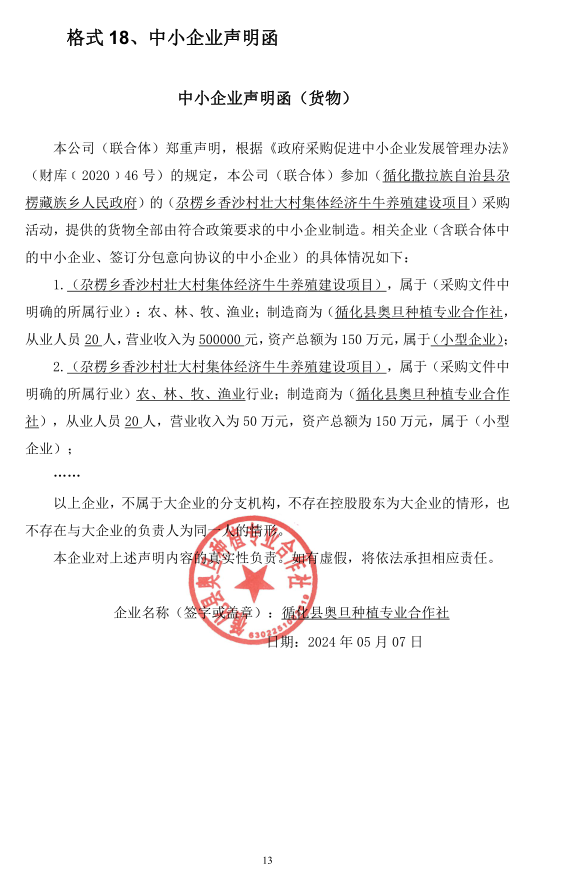 格式 18、中小企业声明函
中小企业声明函（货物）
本公司（联合体）郑重声明，根据《政府采购促进中小企业发展管理办法》
（财库﹝2020﹞46 号）的规定，本公司（联合体）参加（循化撒拉族自治县尕
楞藏族乡人民政府）的（尕楞乡香沙村壮大村集体经济牛牛养殖建设项目）采购
活动，提供的货物全部由符合政策要求的中小企业制造。相关企业（含联合体中
的中小企业、签订分包意向协议的中小企业）的具体情况如下：
1.（尕楞乡香沙村壮大村集体经济牛牛养殖建设项目），属于（采购文件中
明确的所属行业）：农、林、牧、渔业；制造商为（循化县奥旦种植专业合作社，
从业人员 20 人，营业收入为 500000 元，资产总额为 150 万元，属于(小型企业)；
2.（尕楞乡香沙村壮大村集体经济牛牛养殖建设项目），属于（采购文件中
明确的所属行业）农、林、牧、渔业行业；制造商为（循化县奥旦种植专业合作
社），从业人员 20 人，营业收入为 50 万元，资产总额为 150 万元，属于（小型
企业）；
……
以上企业，不属于大企业的分支机构，不存在控股股东为大企业的情形，也
不存在与大企业的负责人为同一人的情形。
本企业对上述声明内容的真实性负责。如有虚假，将依法承担相应责任。
循化县奥旦种植专业合作社
企业名称（签字或盖章）：循化县奥旦种植专业合作社
日期：2024 年 05 月 07 日
13